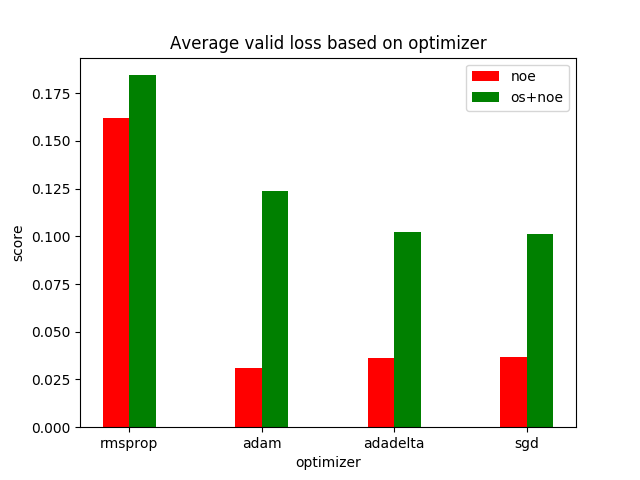 Average valid loss based on optimizer
noe
os+noe
score
0.175
0.150
0.125
0.100
0.075
0.050
0.025
0.000
rmsprop adam adadelta sgd
optimizer